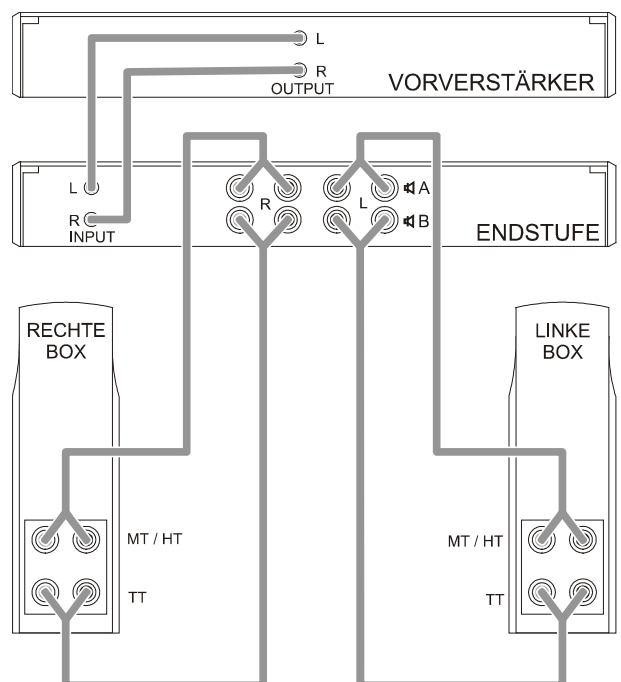 L
R
OUTPUT
VORVERSTÄRKER
L
R
INPUT
R
L
A
B
ENDSTUFE
RECHTE
BOX
LINKE
BOX
MT / HT
TT
MT / HT
TT